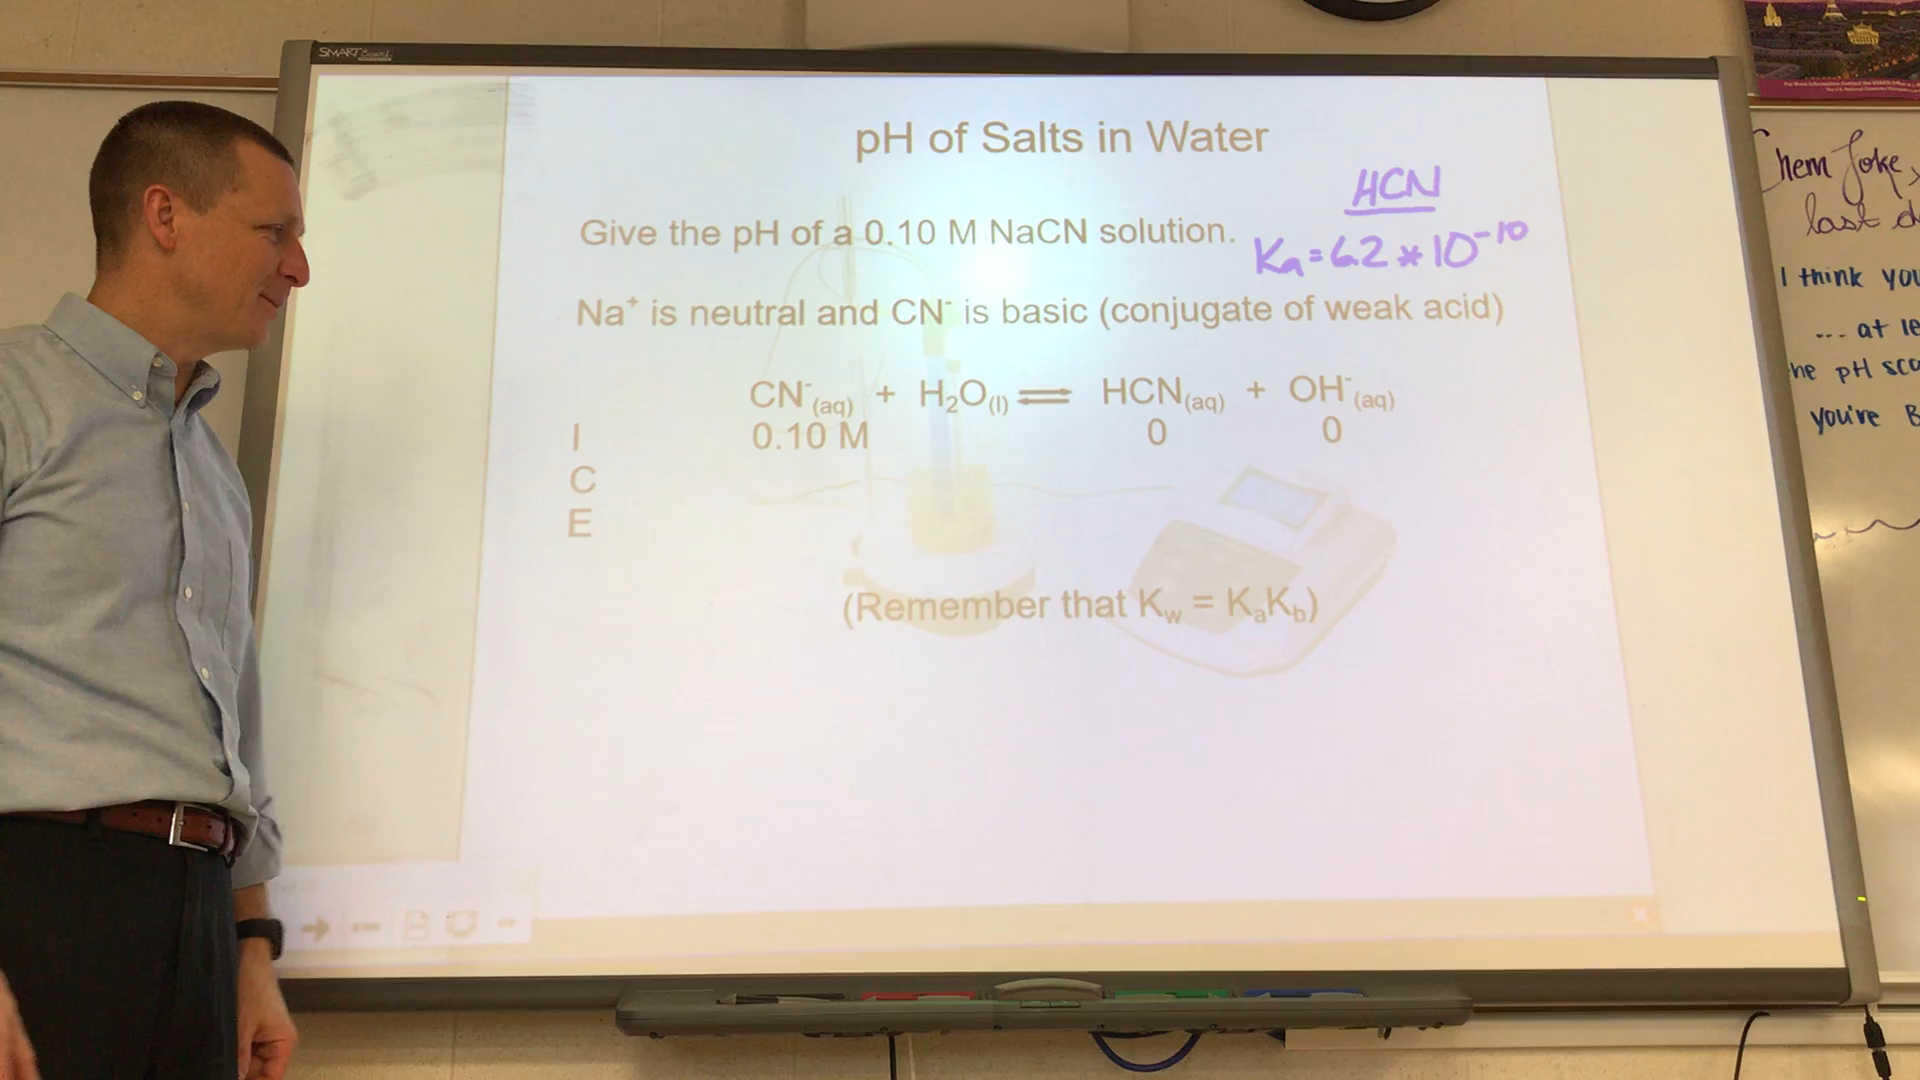 SMART Board
pH of Salts in Water
HCN
Give the pH of a 0.10 M NaCN solution.
Ka = 6.2 * 10⁻¹⁰
Na⁺ is neutral and CN⁻ is basic (conjugate of weak acid)
CN⁻(aq) + H₂O(l) ⇌ HCN(aq) + OH⁻(aq)
I 0.10 M 0 0
C
E
(Remember that Kw = KaKb)
Chem Joke,
last d
I think you
... at le
he pH sca
you're B